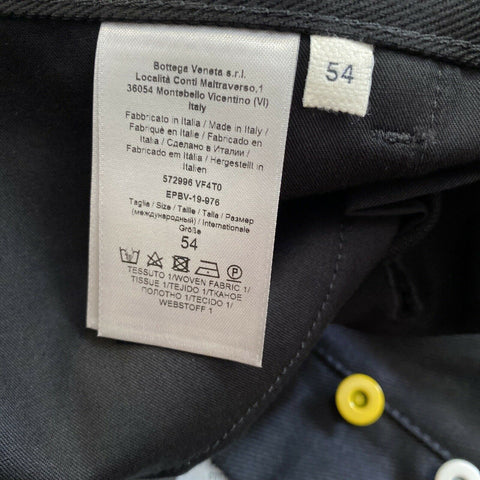 Bottega Veneta s.r.l.
Località Conti Maltraverso,1
36054 Montebello Vicentino (VI)
Italy
Fabbricato in Italia / Made in Italy /
Fabriqué en Italie / Fabricado en
Italia / Сделано в Италии /
Fabricado em Itália / Hergestellt in
Italien
572996 VF4T0
EPBV-19-976
Taglia / Size / Taille / Talla / Размер
(международный) / Internationale
Größe
54
P
TESSUTO 1/WOVEN FABRIC 1/
TISSUE 1/TEJIDO 1/ТКАНОЕ
ПОЛОТНО 1/TECIDO 1/
WEBSTOFF 1
54